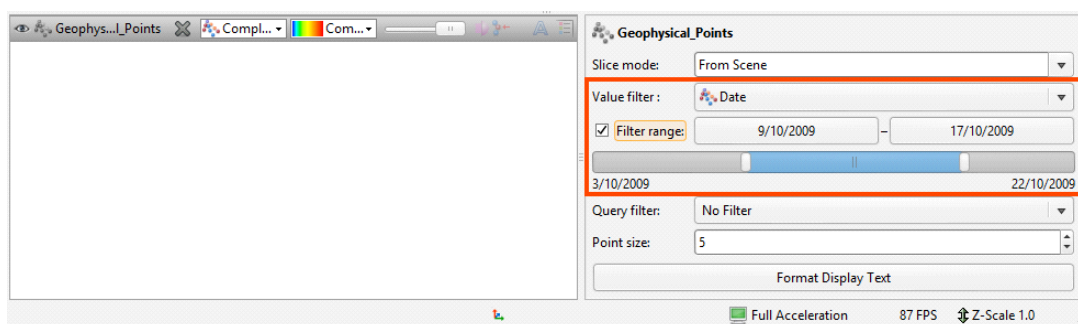 Geophys...l_Points Compl... Com...
Geophysical_Points
Slice mode: From Scene
Value filter : Date
Filter range: 9/10/2009 – 17/10/2009
3/10/2009 22/10/2009
Query filter: No Filter
Point size: 5
Format Display Text
Full Acceleration 87 FPS Z-Scale 1.0